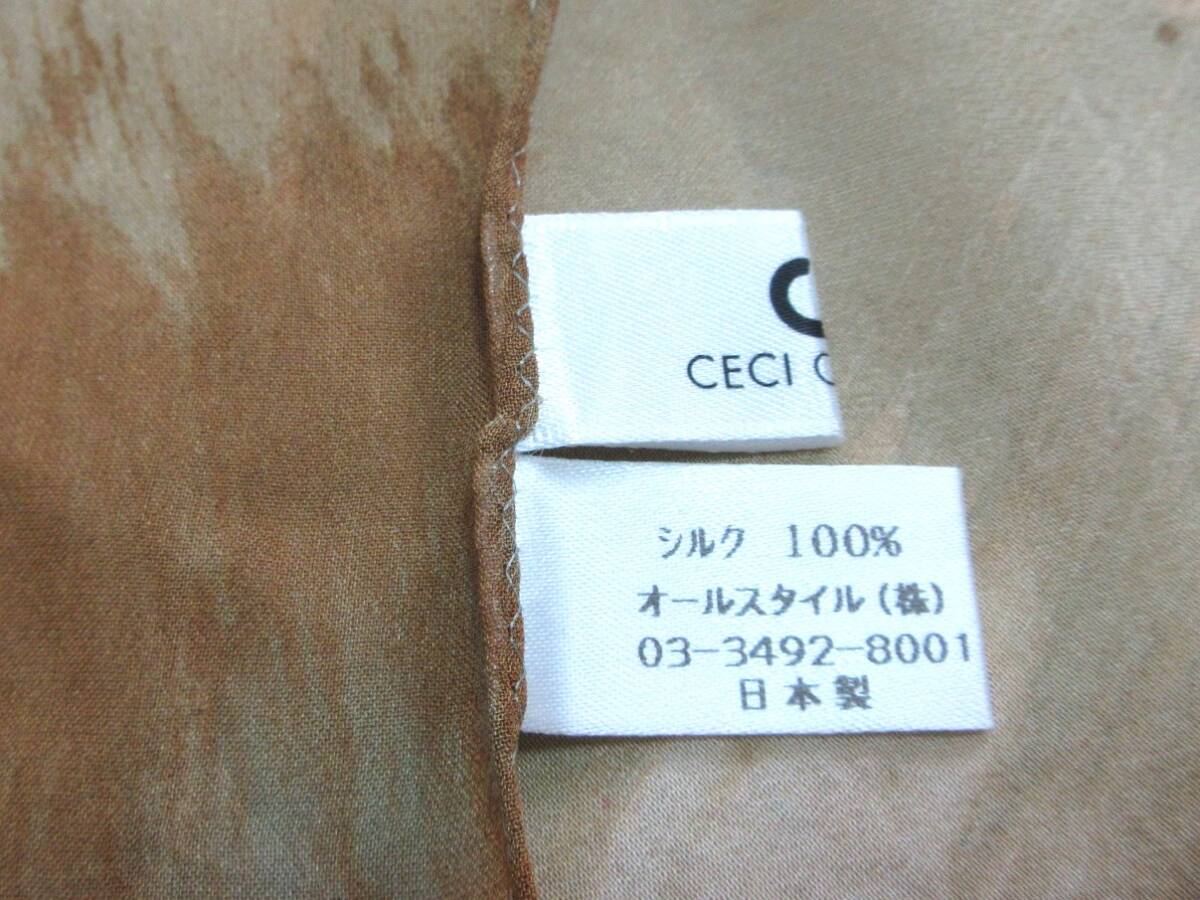 CECI
シルク 100%
オールスタイル(株)
03-3492-8001
日本製